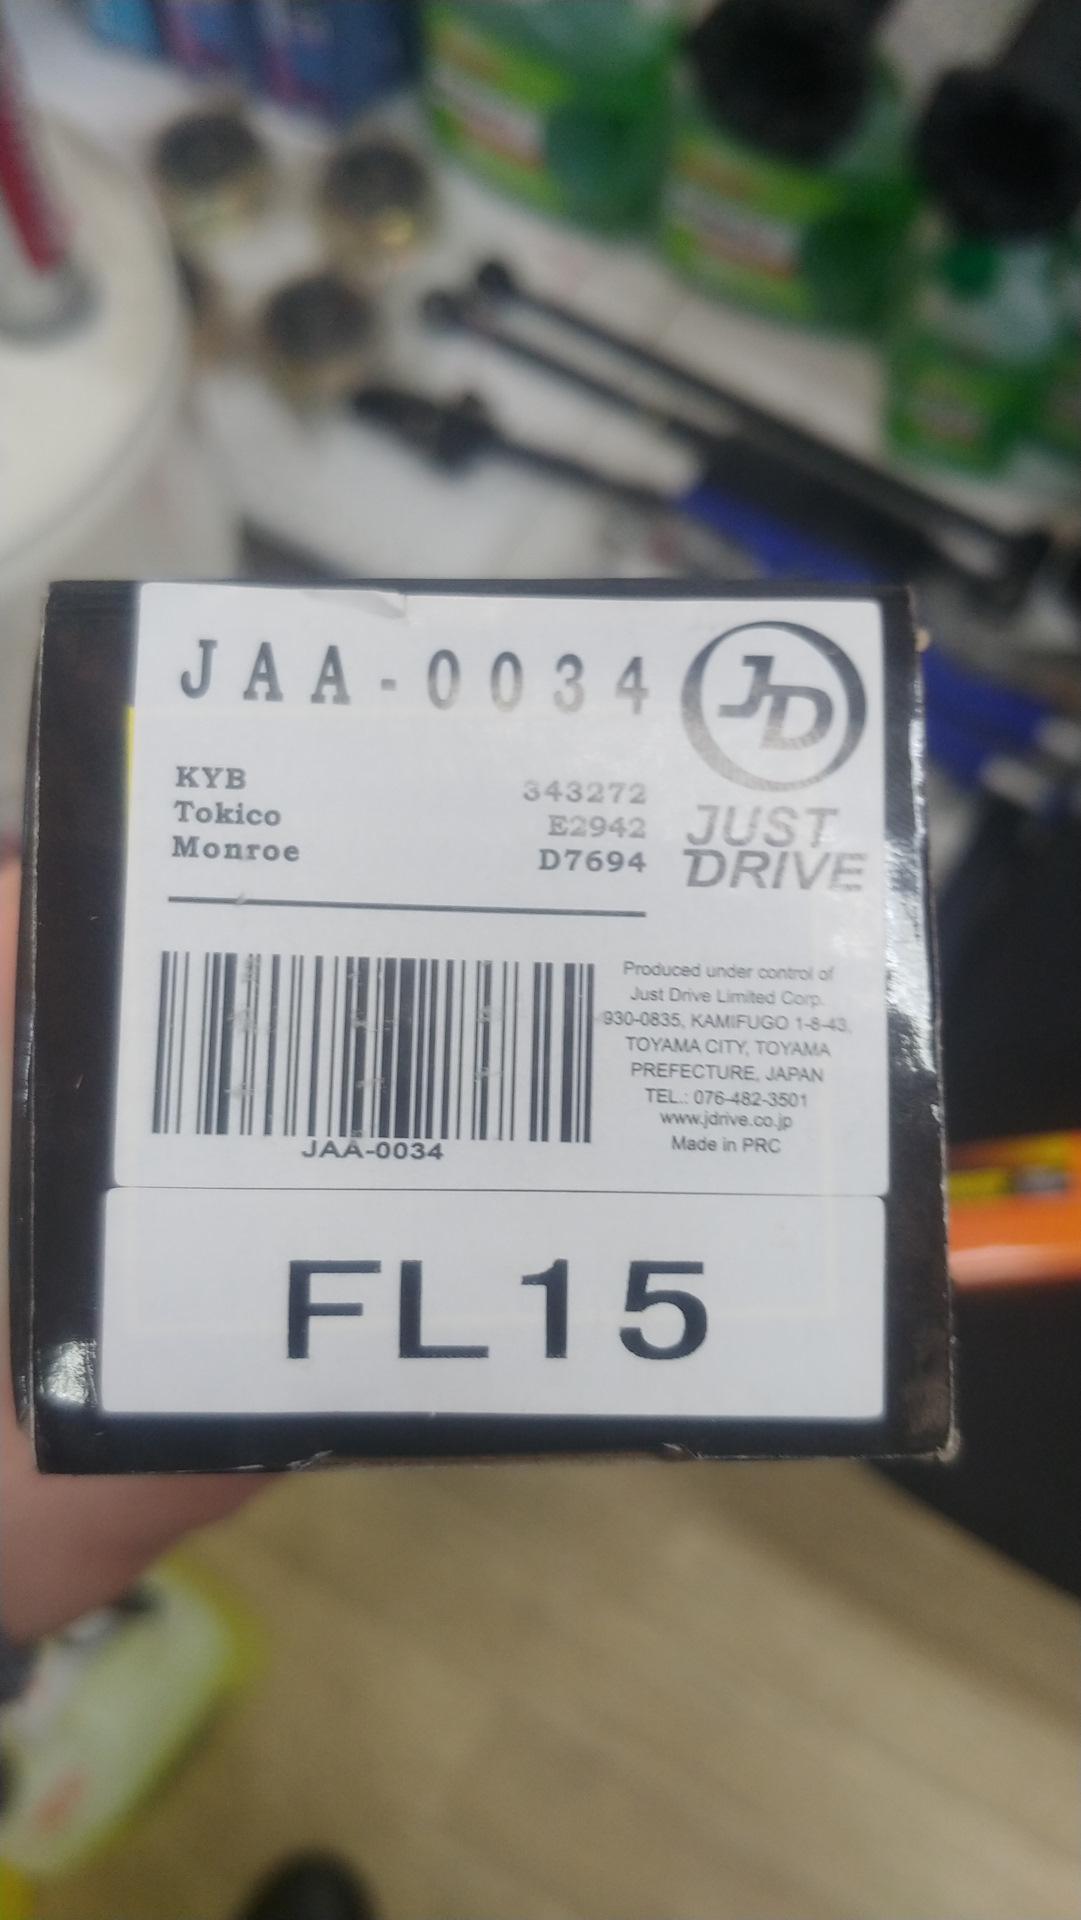 JAA-0034
JD
JUST
DRIVE
KYB 343272
Tokico E2942
Monroe D7694
Produced under control of
Just Drive Limited Corp.
930-0835, KAMIFUGO 1-8-43,
TOYAMA CITY, TOYAMA
PREFECTURE, JAPAN
TEL.: 076-482-3501
www.jdrive.co.jp
Made in PRC
JAA-0034
FL15